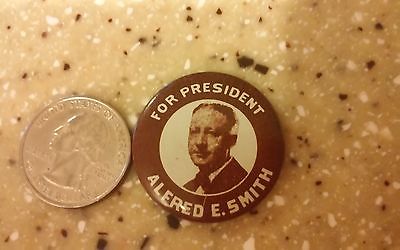 FOR PRESIDENT
ALFRED E. SMITH